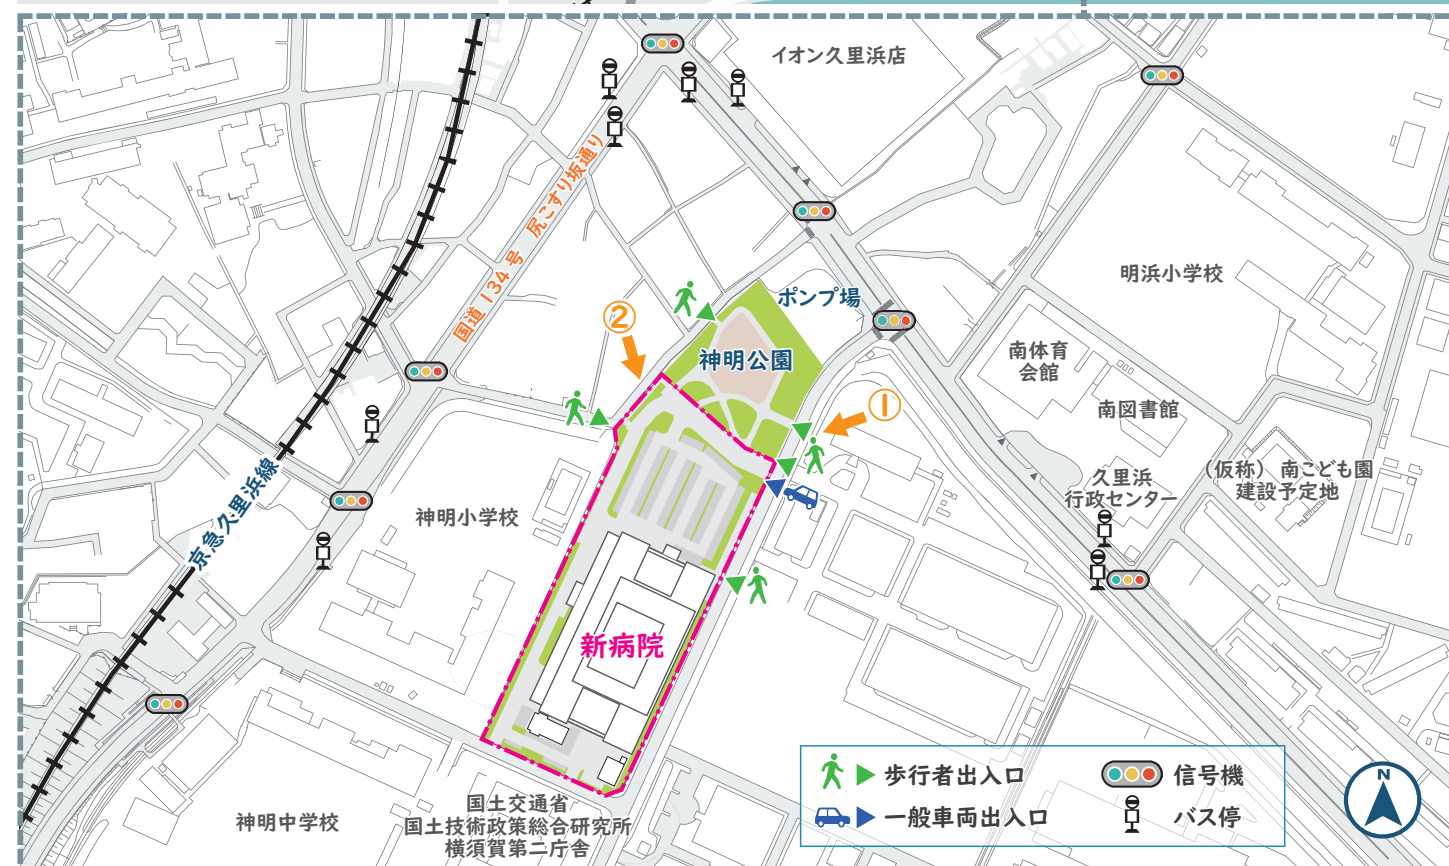 イオン久里浜店
国道134号 尻こすり坂通り
明浜小学校
ポンプ場
②
神明公園
南体育
会館
①
南図書館
京急久里浜線
神明小学校
久里浜
行政センター
（仮称） 南こども園
建設予定地
新病院
国土交通省
国土技術政策総合研究所
横須賀第二庁舎
神明中学校
歩行者出入口
信号機
一般車両出入口
バス停
N